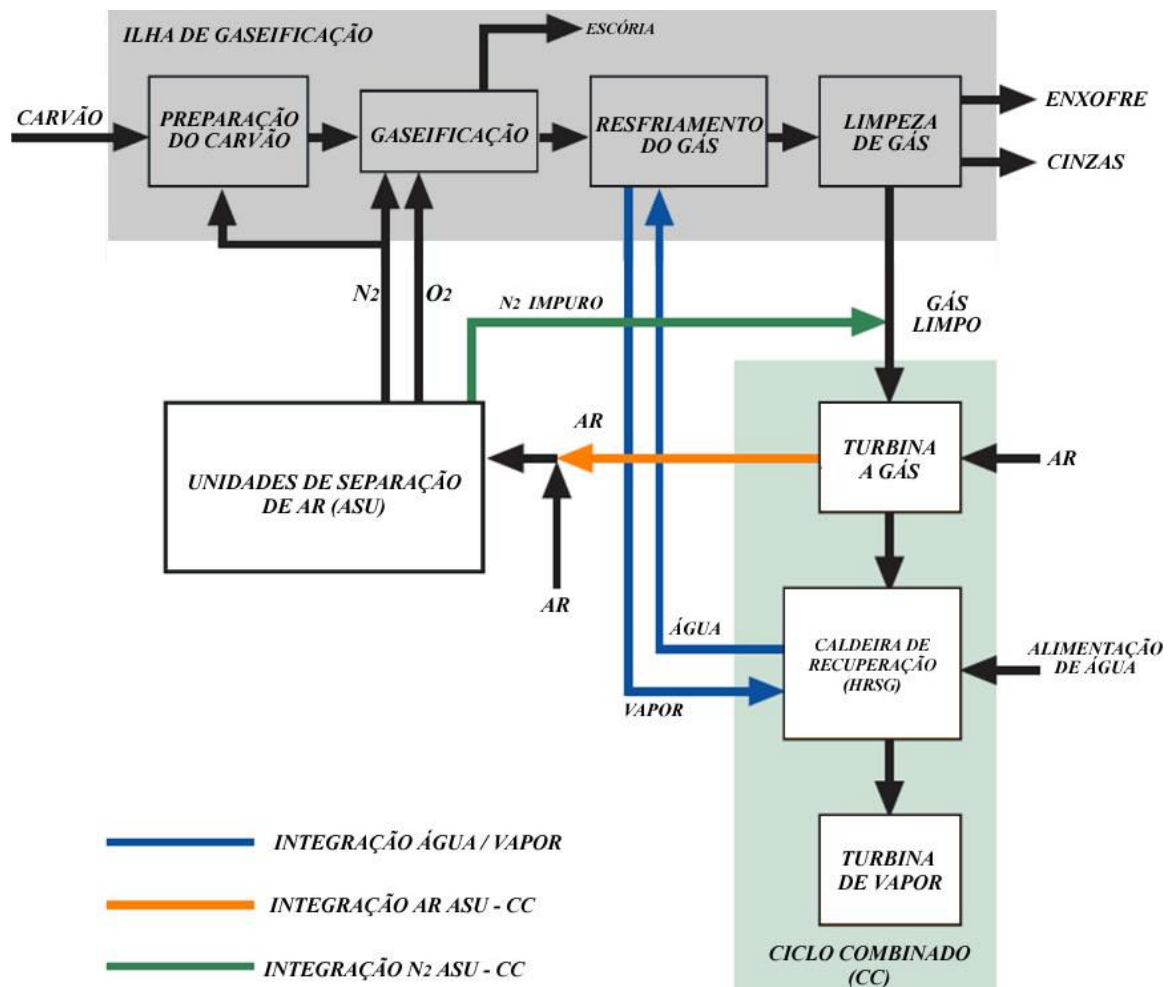 ILHA DE GASEIFICAÇÃO
ESCÓRIA
CARVÃO
PREPARAÇÃO
DO CARVÃO
GASEIFICAÇÃO
RESFRIAMENTO
DO GÁS
LIMPEZA
DE GÁS
ENXOFRE
CINZAS
N2
O2
N2 IMPURO
GÁS
LIMPO
UNIDADES DE SEPARAÇÃO
DE AR (ASU)
AR
AR
TURBINA
A GÁS
AR
ÁGUA
VAPOR
CALDEIRA DE
RECUPERAÇÃO
(HRSG)
ALIMENTAÇÃO
DE ÁGUA
TURBINA
DE VAPOR
CICLO COMBINADO
(CC)
INTEGRAÇÃO ÁGUA / VAPOR
INTEGRAÇÃO AR ASU - CC
INTEGRAÇÃO N2 ASU - CC